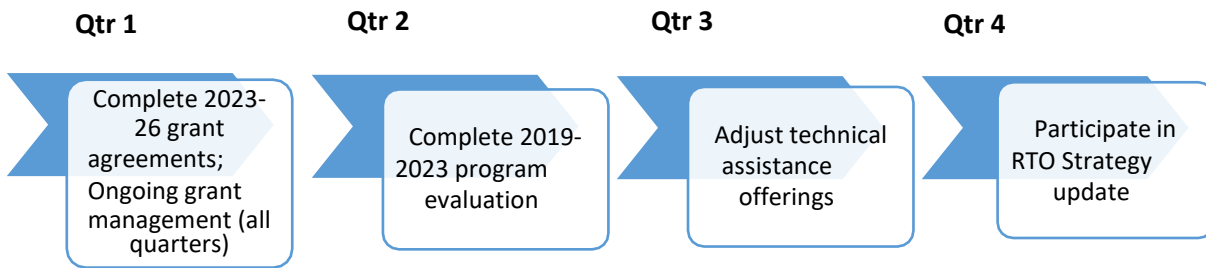 Qtr 1
Qtr 2
Qtr 3
Qtr 4
Complete 2023-
26 grant
agreements;
Ongoing grant
management (all
quarters)
Complete 2019-
2023 program
evaluation
Adjust technical
assistance
offerings
Participate in
RTO Strategy
update